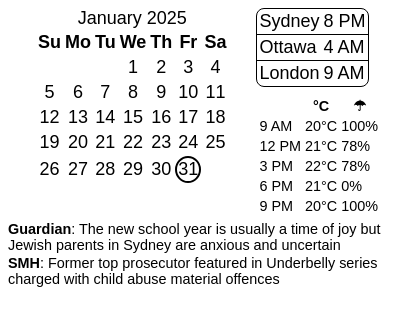 January 2025
Su Mo Tu We Th Fr Sa
1 2 3 4
5 6 7 8 9 10 11
12 13 14 15 16 17 18
19 20 21 22 23 24 25
26 27 28 29 30 31
Sydney 8 PM
Ottawa 4 AM
London 9 AM
°C ☂
9 AM 20°C 100%
12 PM 21°C 78%
3 PM 22°C 78%
6 PM 21°C 0%
9 PM 20°C 100%
Guardian: The new school year is usually a time of joy but
Jewish parents in Sydney are anxious and uncertain
SMH: Former top prosecutor featured in Underbelly series
charged with child abuse material offences